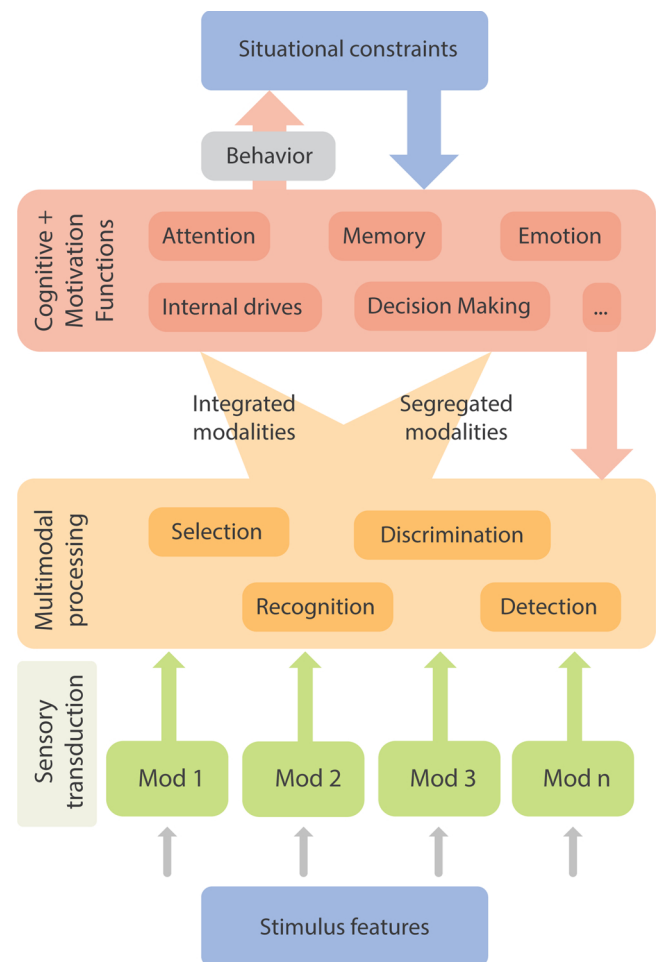 Situational constraints
Behavior
Cognitive +
Motivation
Functions
Attention
Memory
Emotion
Internal drives
Decision Making
...
Integrated
modalities
Segregated
modalities
Multimodal
processing
Selection
Discrimination
Recognition
Detection
Sensory
transduction
Mod 1
Mod 2
Mod 3
Mod n
Stimulus features